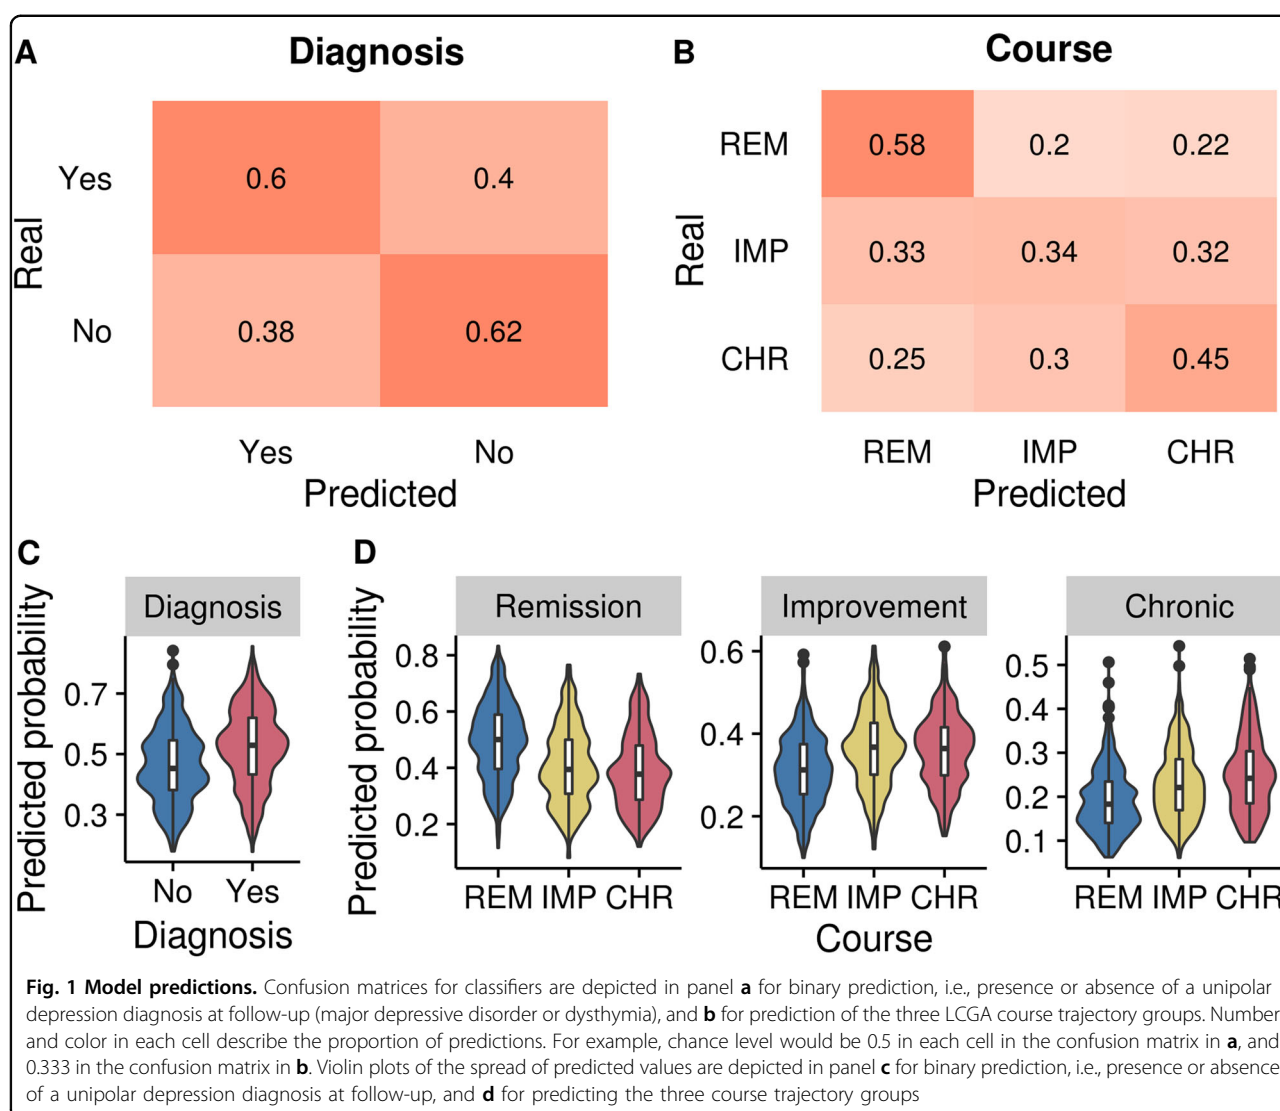 A
Diagnosis
Real
Yes
0.6
0.4
No
0.38
0.62
Yes
No
Predicted
B
Course
Real
REM
0.58
0.2
0.22
IMP
0.33
0.34
0.32
CHR
0.25
0.3
0.45
REM
IMP
CHR
Predicted
C
Predicted probability
Diagnosis
0.7
0.5
0.3
No
Yes
Diagnosis
D
Predicted probability
Remission
0.8
0.6
0.4
0.2
REM IMP CHR
Improvement
0.6
0.4
0.2
REM IMP CHR
Chronic
0.5
0.4
0.3
0.2
0.1
REM IMP CHR
Course
Fig. 1 Model predictions. Confusion matrices for classifiers are depicted in panel a for binary prediction, i.e., presence or absence of a unipolar
depression diagnosis at follow-up (major depressive disorder or dysthymia), and b for prediction of the three LCGA course trajectory groups. Number
and color in each cell describe the proportion of predictions. For example, chance level would be 0.5 in each cell in the confusion matrix in a, and
0.333 in the confusion matrix in b. Violin plots of the spread of predicted values are depicted in panel c for binary prediction, i.e., presence or absence
of a unipolar depression diagnosis at follow-up, and d for predicting the three course trajectory groups